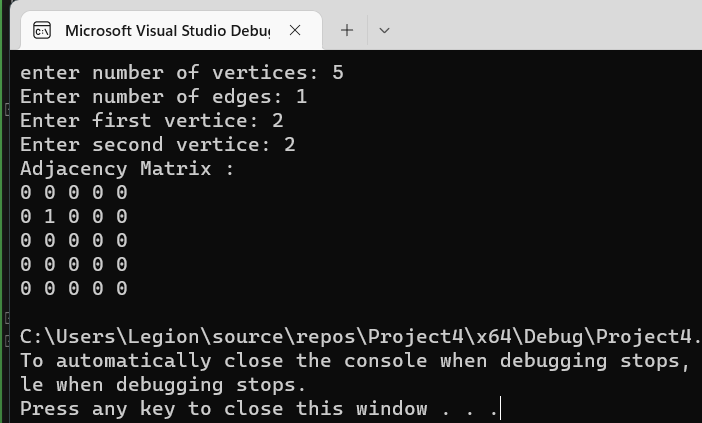 Microsoft Visual Studio Debug
enter number of vertices: 5
Enter number of edges: 1
Enter first vertice: 2
Enter second vertice: 2
Adjacency Matrix :
0 0 0 0 0
0 1 0 0 0
0 0 0 0 0
0 0 0 0 0
0 0 0 0 0
C:\Users\Legion\source\repos\Project4\x64\Debug\Project4.
To automatically close the console when debugging stops,
le when debugging stops.
Press any key to close this window . . .